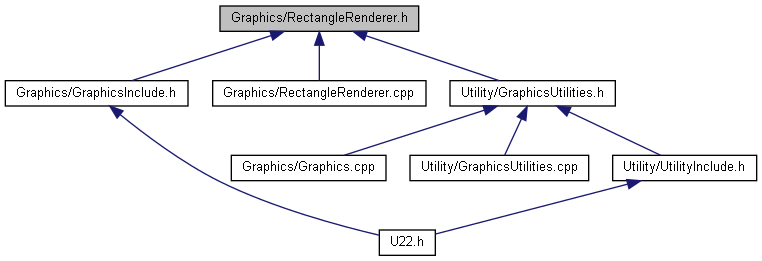 Graphics/RectangleRenderer.h
Graphics/GraphicsInclude.h
Graphics/RectangleRenderer.cpp
Utility/GraphicsUtilities.h
Graphics/Graphics.cpp
Utility/GraphicsUtilities.cpp
Utility/UtilityInclude.h
U22.h